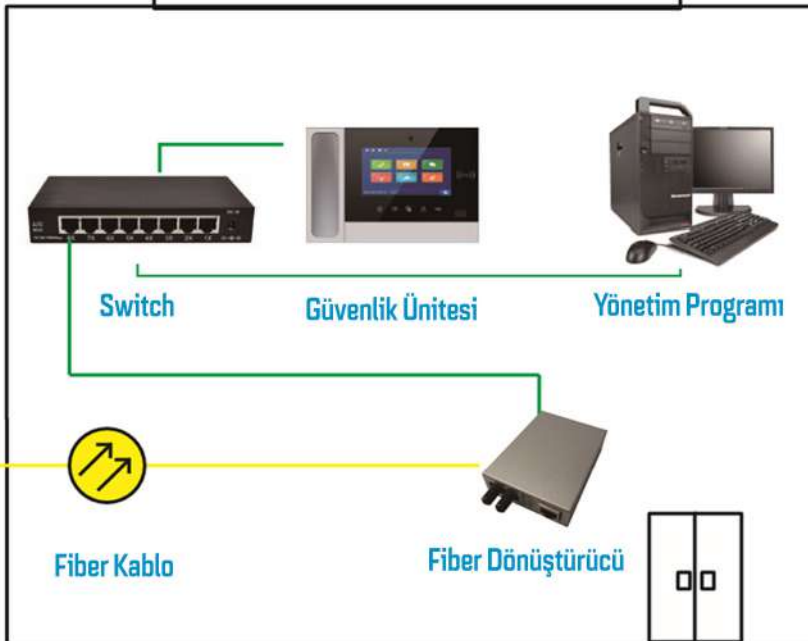 Switch
Güvenlik Ünitesi
Yönetim Programı
Fiber Kablo
Fiber Dönüştürücü